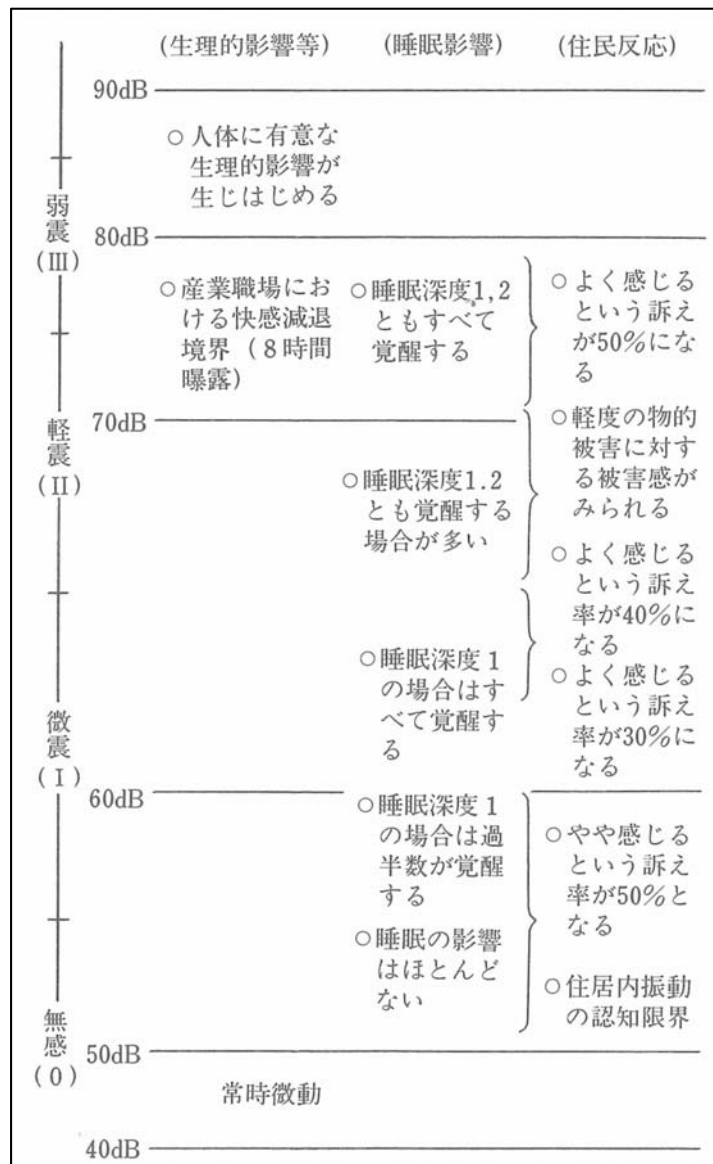 (生理的影響等)
(睡眠影響)
(住民反応)
90dB
○人体に有意な
生理的影響が
生じはじめる
弱震
(III)
80dB
○産業職場にお
ける快感減退
境界(8時間
曝露)
○睡眠深度1,2
ともすべて
覚醒する
○よく感じる
という訴え
が50%にな
る
70dB
軽震
(II)
○睡眠深度1.2
とも覚醒する
場合が多い
○軽度の物的
被害に対す
る被害感が
みられる
○よく感じる
という訴え
率が40%に
なる
○睡眠深度1
の場合はす
べて覚醒す
る
○よく感じる
という訴え
率が30%に
なる
微震
(I)
60dB
○睡眠深度1
の場合は過
半数が覚醒
する
○やや感じる
という訴え
率が50%と
なる
○睡眠の影響
はほとんど
ない
○住居内振動
の認知限界
無感
(0)
50dB
常時微動
40dB